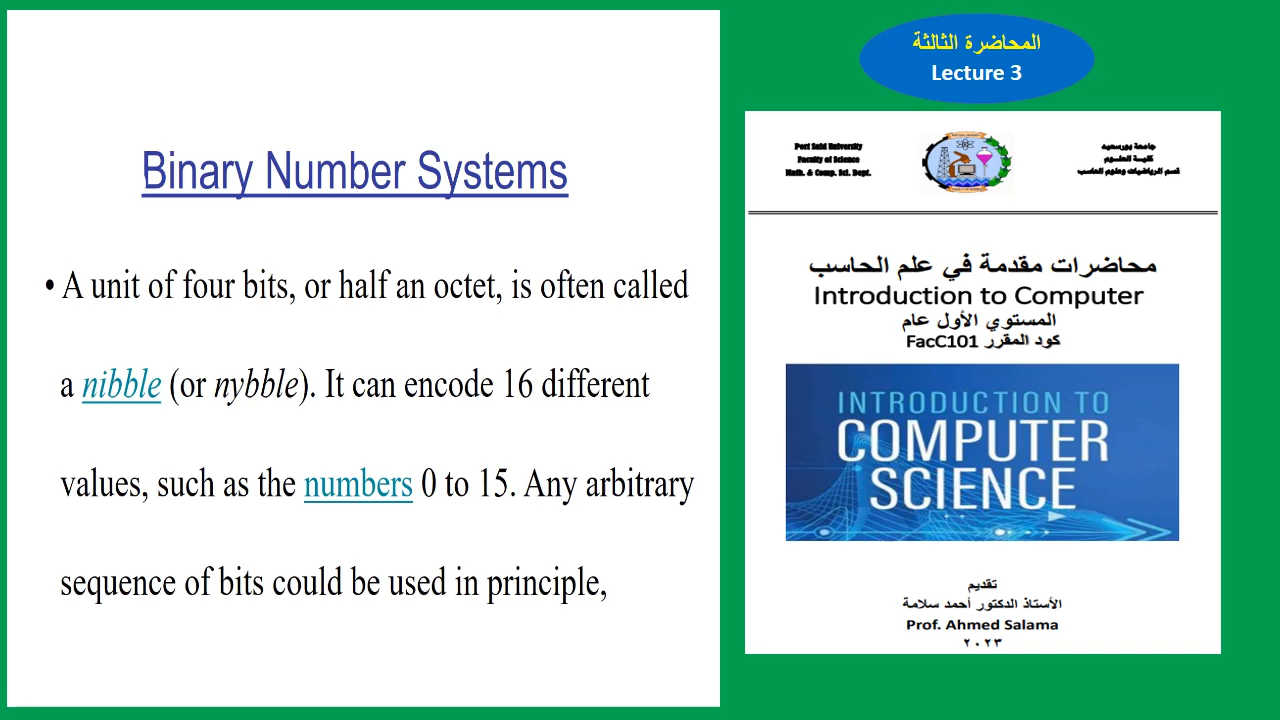 Binary Number Systems
• A unit of four bits, or half an octet, is often called
a nibble (or nybble). It can encode 16 different
values, such as the numbers 0 to 15. Any arbitrary
sequence of bits could be used in principle,
المحاضرة الثالثة
Lecture 3
Port Said University
Faculty of Science
Math. & Comp. Sci. Dept.
جامعة بورسعيد
كلية العلوم
قسم الرياضيات وعلوم الحاسب
محاضرات مقدمة في علم الحاسب
Introduction to Computer
المستوي الأول عام
كود المقرر FacC101
INTRODUCTION TO
COMPUTER
SCIENCE
تقديم
الأستاذ الدكتور أحمد سلامة
Prof. Ahmed Salama
٢٠٢٣